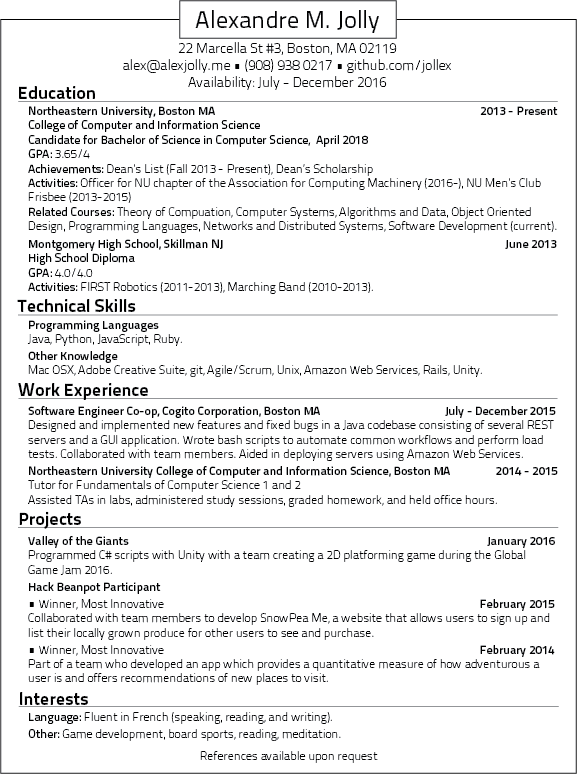 Alexandre M. Jolly
22 Marcella St #3, Boston, MA 02119
alex@alexjolly.me ▪ (908) 938 0217 ▪ github.com/jollex
Availability: July - December 2016
Education
Northeastern University, Boston MA 2013 - Present
College of Computer and Information Science
Candidate for Bachelor of Science in Computer Science, April 2018
GPA: 3.65/4
Achievements: Dean's List (Fall 2013 - Present), Dean's Scholarship
Activities: Officer for NU chapter of the Association for Computing Machinery (2016-), NU Men's Club
Frisbee (2013-2015)
Related Courses: Theory of Compuation, Computer Systems, Algorithms and Data, Object Oriented
Design, Programming Languages, Networks and Distributed Systems, Software Development (current).
Montgomery High School, Skillman NJ June 2013
High School Diploma
GPA: 4.0/4.0
Activities: FIRST Robotics (2011-2013), Marching Band (2010-2013).
Technical Skills
Programming Languages
Java, Python, JavaScript, Ruby.
Other Knowledge
Mac OSX, Adobe Creative Suite, git, Agile/Scrum, Unix, Amazon Web Services, Rails, Unity.
Work Experience
Software Engineer Co-op, Cogito Corporation, Boston MA July - December 2015
Designed and implemented new features and fixed bugs in a Java codebase consisting of several REST
servers and a GUI application. Wrote bash scripts to automate common workflows and perform load
tests. Collaborated with team members. Aided in deploying servers using Amazon Web Services.
Northeastern University College of Computer and Information Science, Boston MA 2014 - 2015
Tutor for Fundamentals of Computer Science 1 and 2
Assisted TAs in labs, administered study sessions, graded homework, and held office hours.
Projects
Valley of the Giants January 2016
Programmed C# scripts with Unity with a team creating a 2D platforming game during the Global
Game Jam 2016.
Hack Beanpot Participant
▪ Winner, Most Innovative February 2015
Collaborated with team members to develop SnowPea Me, a website that allows users to sign up and
list their locally grown produce for other users to see and purchase.
▪ Winner, Most Innovative February 2014
Part of a team who developed an app which provides a quantitative measure of how adventurous a
user is and offers recommendations of new places to visit.
Interests
Language: Fluent in French (speaking, reading, and writing).
Other: Game development, board sports, reading, meditation.
References available upon request